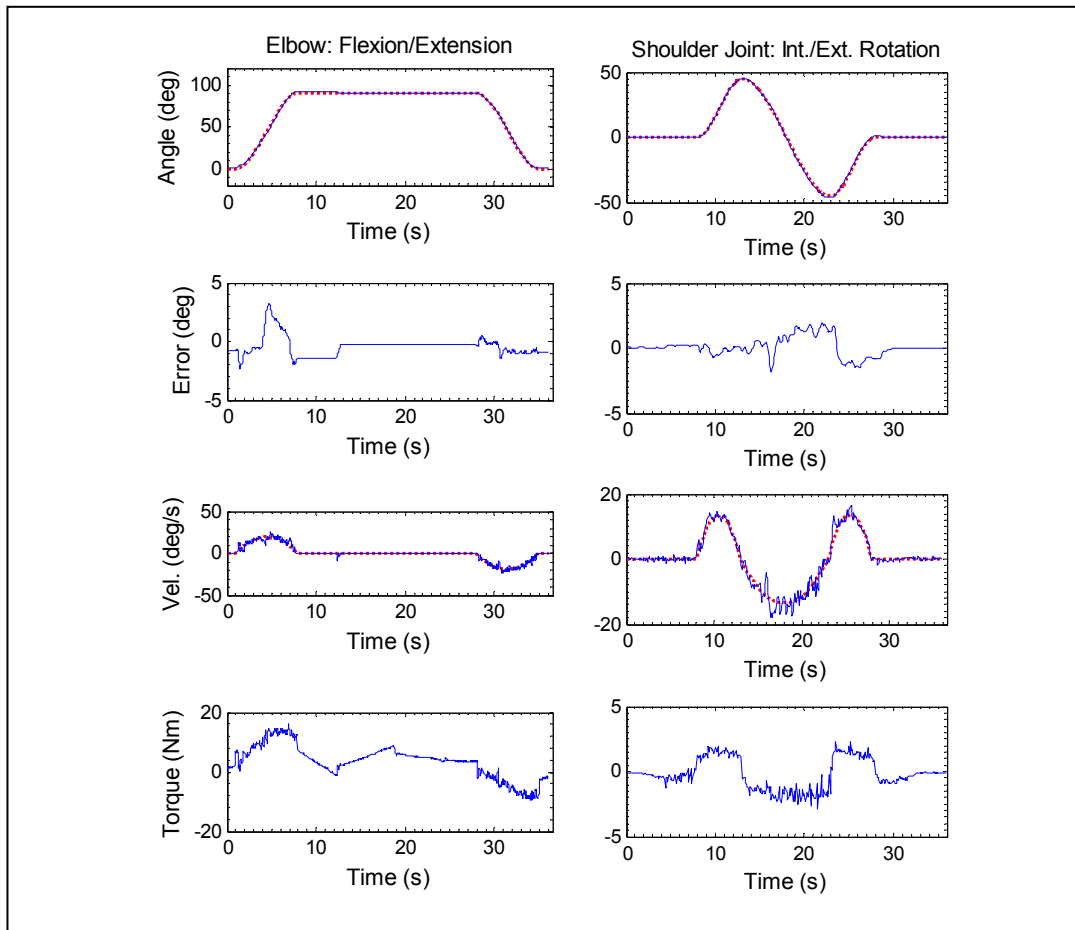 Elbow: Flexion/Extension
Shoulder Joint: Int./Ext. Rotation
Angle (deg)
100
50
0
0 10 20 30
Time (s)
50
0
-50
0 10 20 30
Time (s)
Error (deg)
5
0
-5
0 10 20 30
Time (s)
5
0
-5
0 10 20 30
Time (s)
Vel. (deg/s)
50
0
-50
0 10 20 30
Time (s)
20
0
-20
0 10 20 30
Time (s)
Torque (Nm)
20
0
-20
0 10 20 30
Time (s)
5
0
-5
0 10 20 30
Time (s)